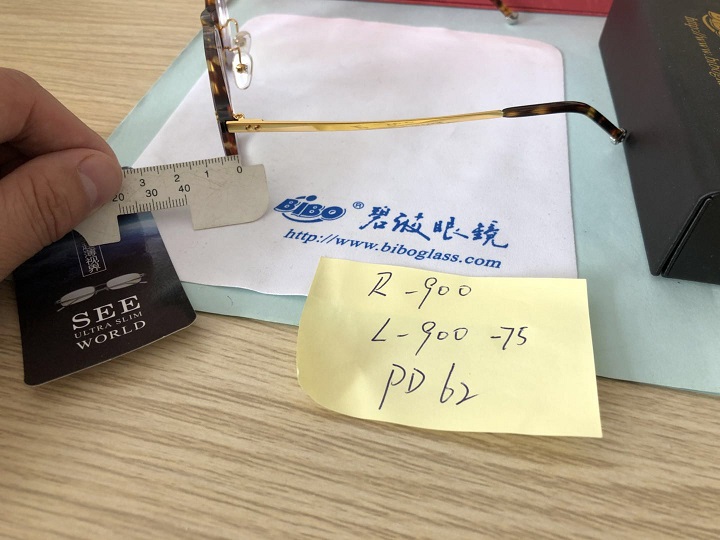 3 2 1 0
20 30 40
BiBO ® 碧波眼鏡
http://www.biboglass.com
SEE
ULTRA SLIM
WORLD
R -900
L -900 -75
PD 62